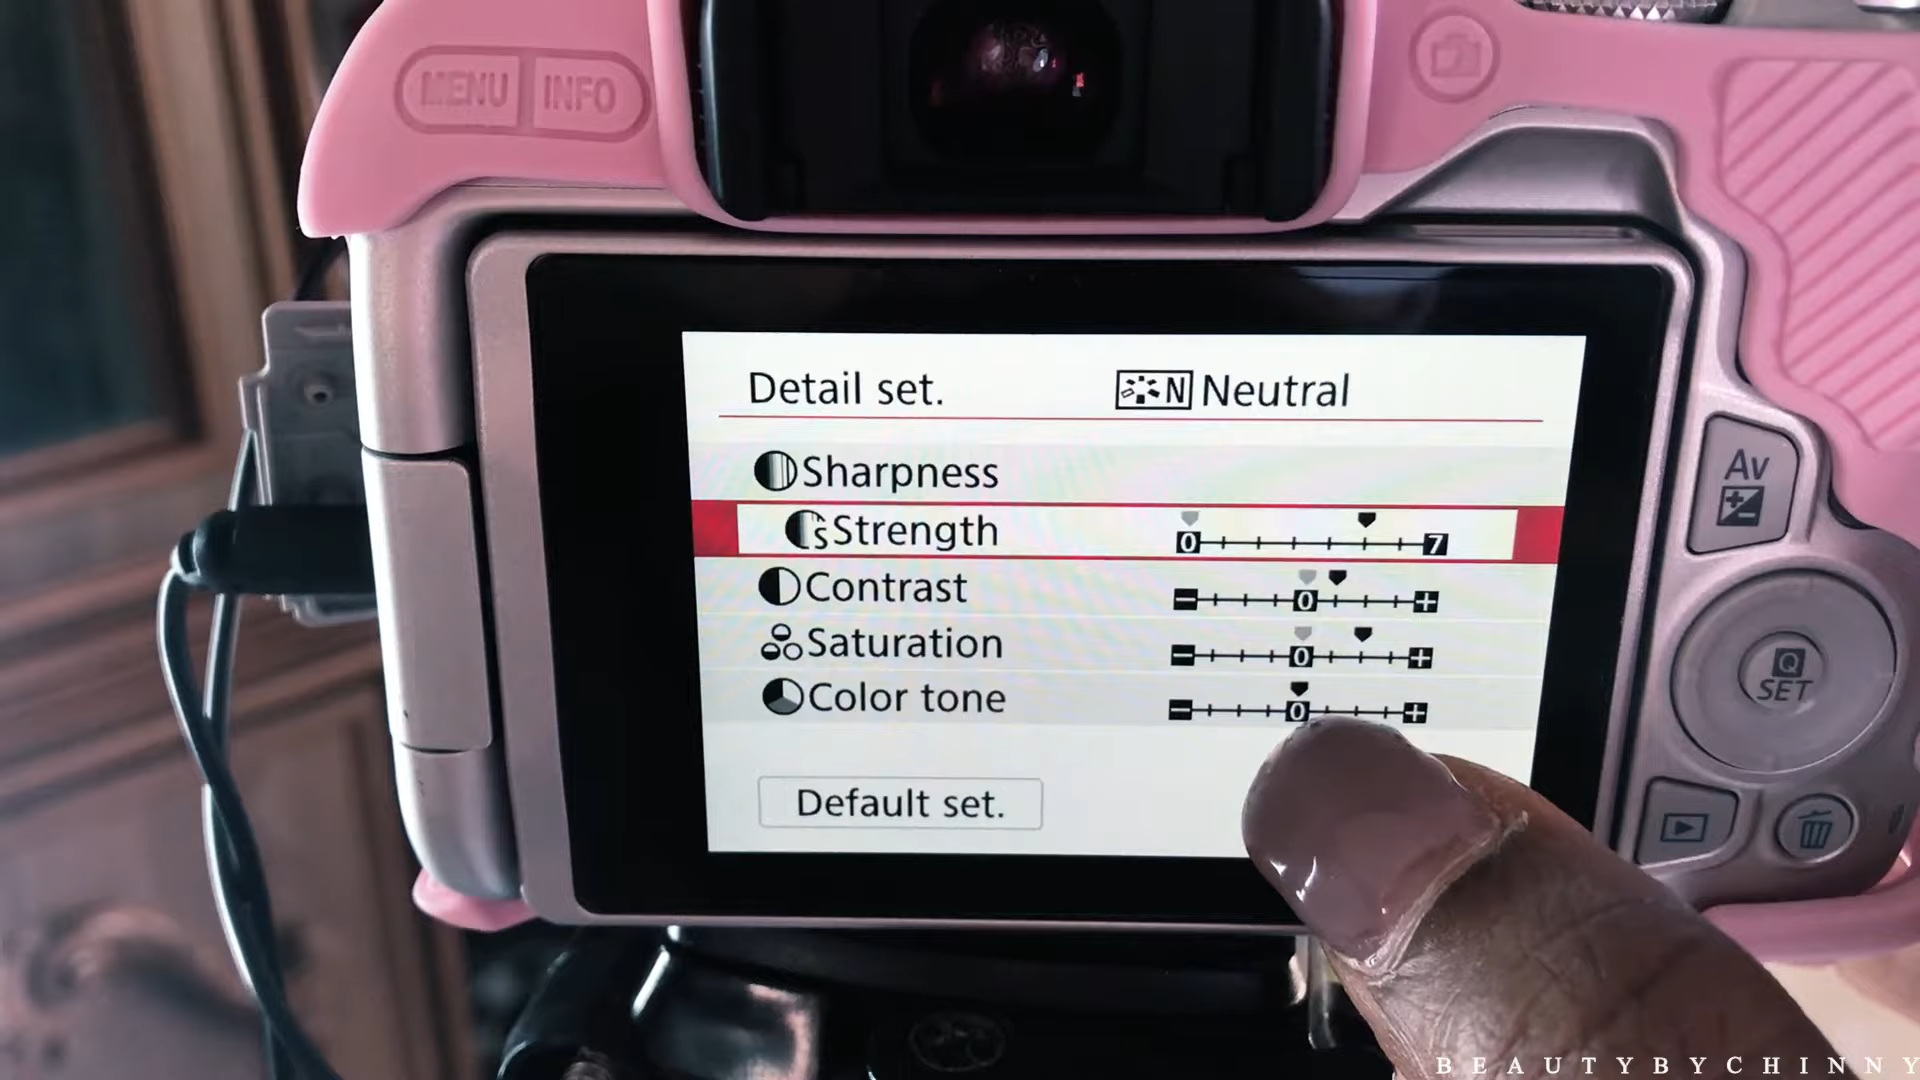 MENU INFO
Detail set. N Neutral
Sharpness
S Strength 0 7
Contrast 0
Saturation 0
Color tone 0
Default set.
Av
Q
SET
BEAUTYBYCHINNY